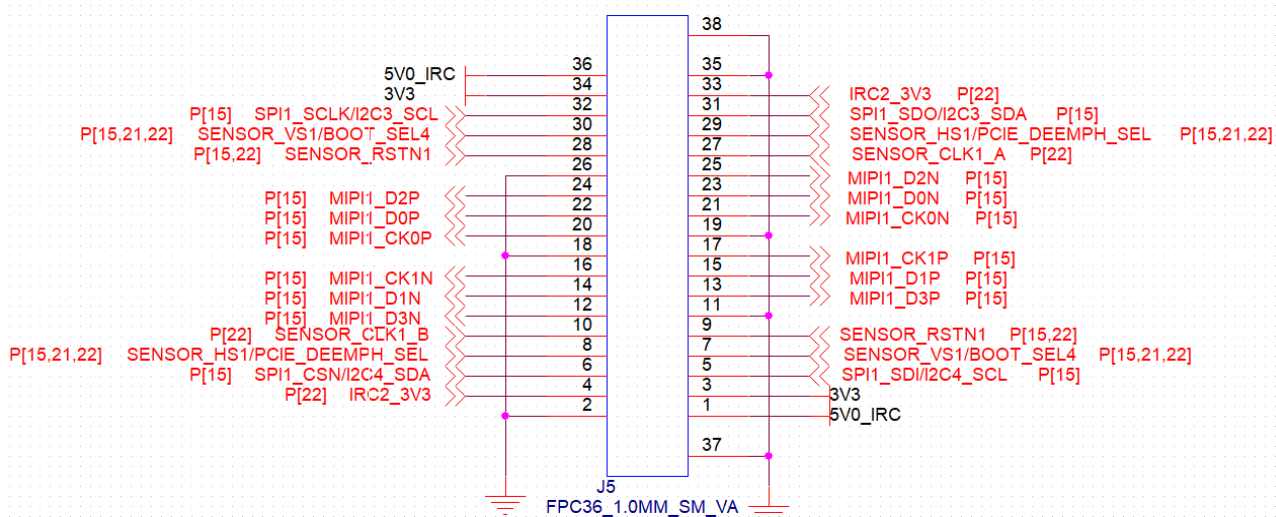 38
5V0_IRC 36 35
3V3 34 33 IRC2_3V3 P[22]
P[15] SPI1_SCLK/I2C3_SCL 32 31 SPI1_SDO/I2C3_SDA P[15]
P[15,21,22] SENSOR_VS1/BOOT_SEL4 30 29 SENSOR_HS1/PCIE_DEEMPH_SEL P[15,21,22]
P[15,22] SENSOR_RSTN1 28 27 SENSOR_CLK1_A P[22]
26 25 MIPI1_D2N P[15]
P[15] MIPI1_D2P 24 23 MIPI1_D0N P[15]
P[15] MIPI1_D0P 22 21 MIPI1_CK0N P[15]
P[15] MIPI1_CK0P 20 19
18 17 MIPI1_CK1P P[15]
P[15] MIPI1_CK1N 16 15 MIPI1_D1P P[15]
P[15] MIPI1_D1N 14 13 MIPI1_D3P P[15]
P[15] MIPI1_D3N 12 11
P[22] SENSOR_CLK1_B 10 9 SENSOR_RSTN1 P[15,22]
P[15,21,22] SENSOR_HS1/PCIE_DEEMPH_SEL 8 7 SENSOR_VS1/BOOT_SEL4 P[15,21,22]
P[15] SPI1_CSN/I2C4_SDA 6 5 SPI1_SDI/I2C4_SCL P[15]
P[22] IRC2_3V3 4 3 3V3
2 1 5V0_IRC
37
J5
FPC36_1.0MM_SM_VA